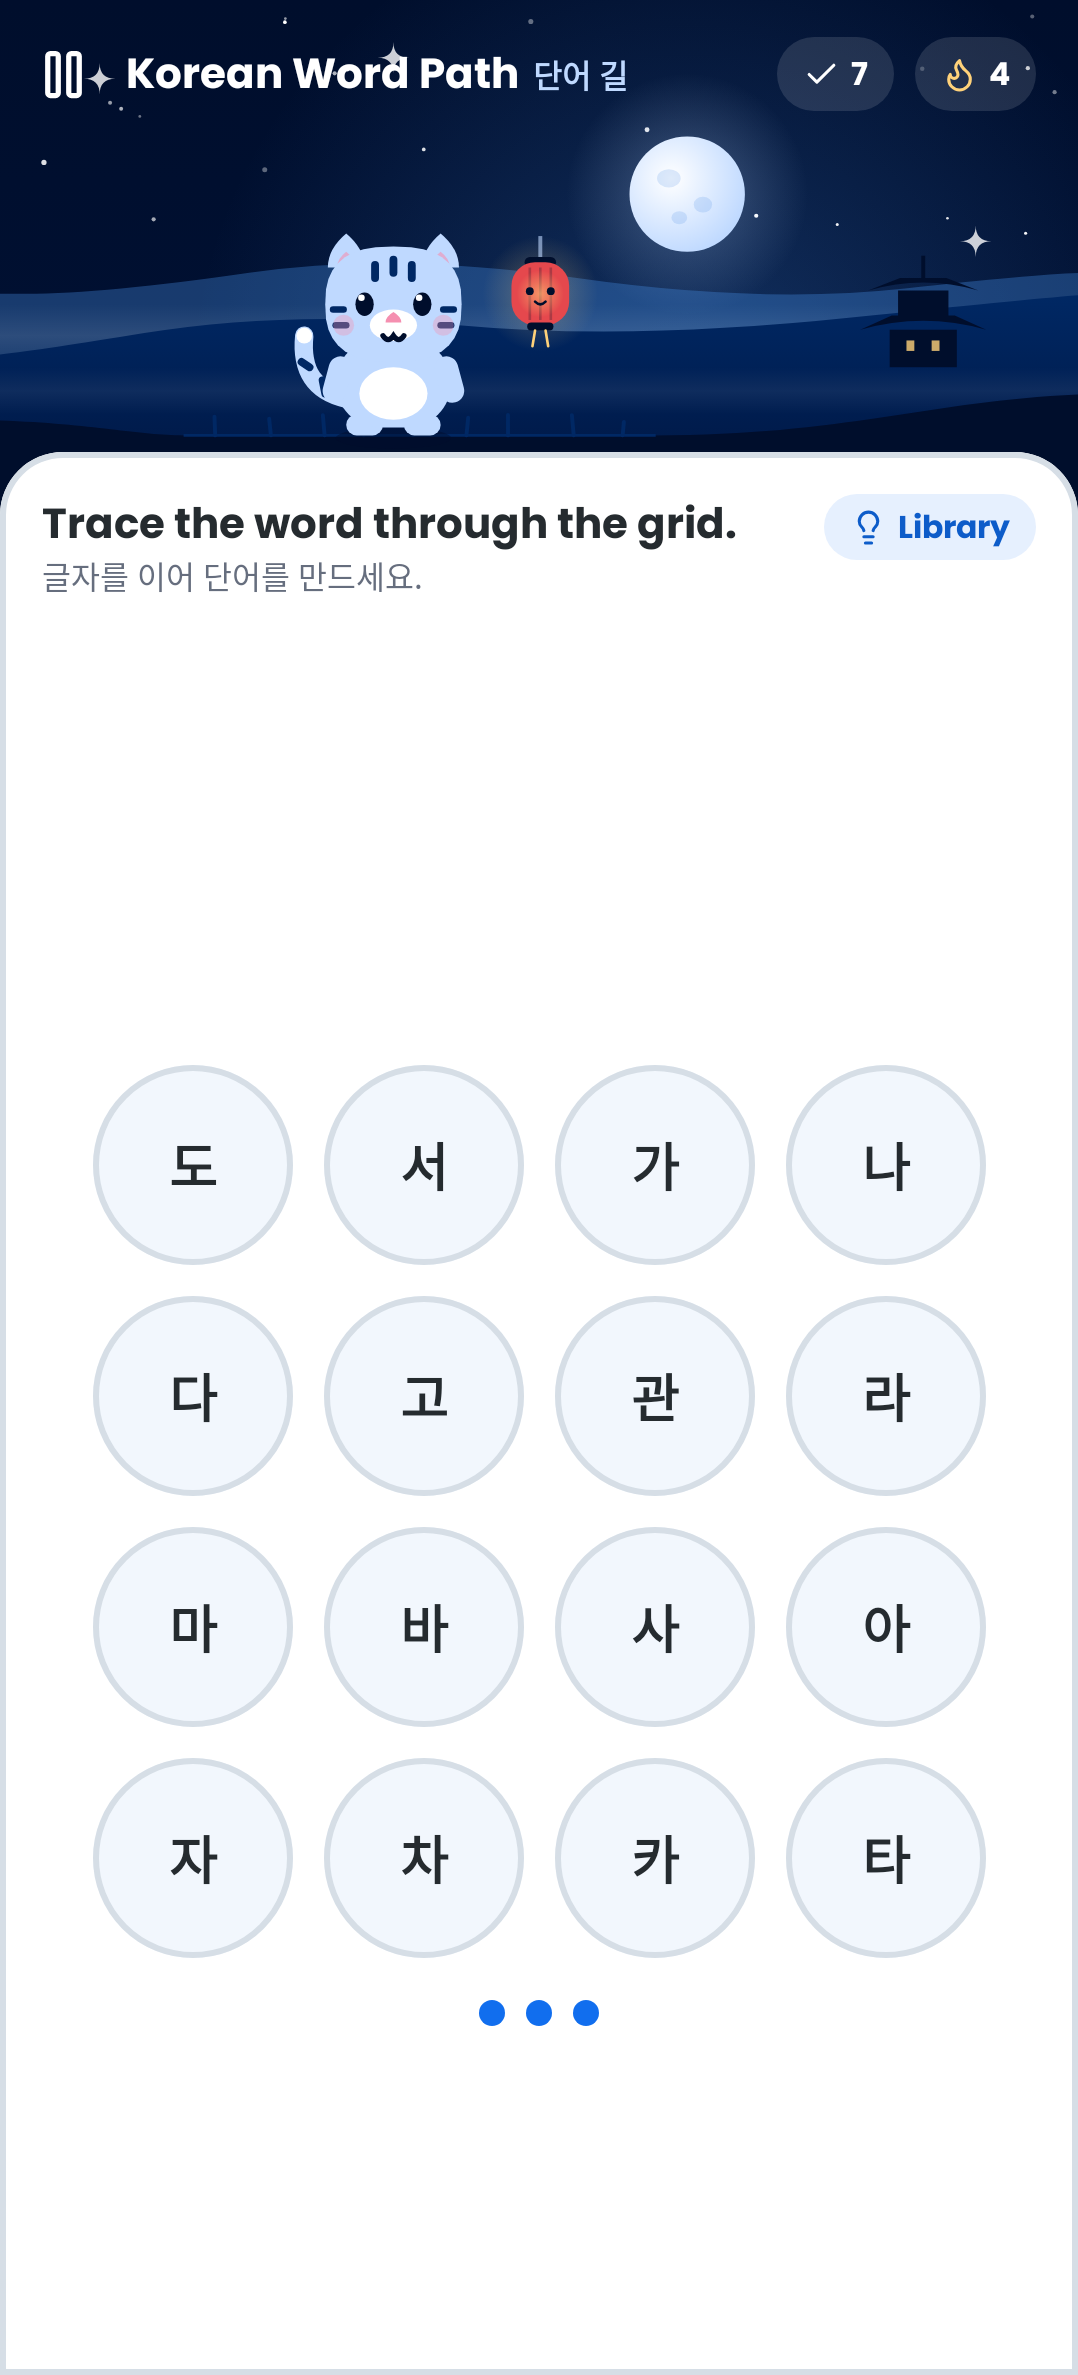 Korean Word Path 단어 길 7 4
Trace the word through the grid. Library
글자를 이어 단어를 만드세요.
도 서 가 나
다 고 관 라
마 바 사 아
자 차 카 타